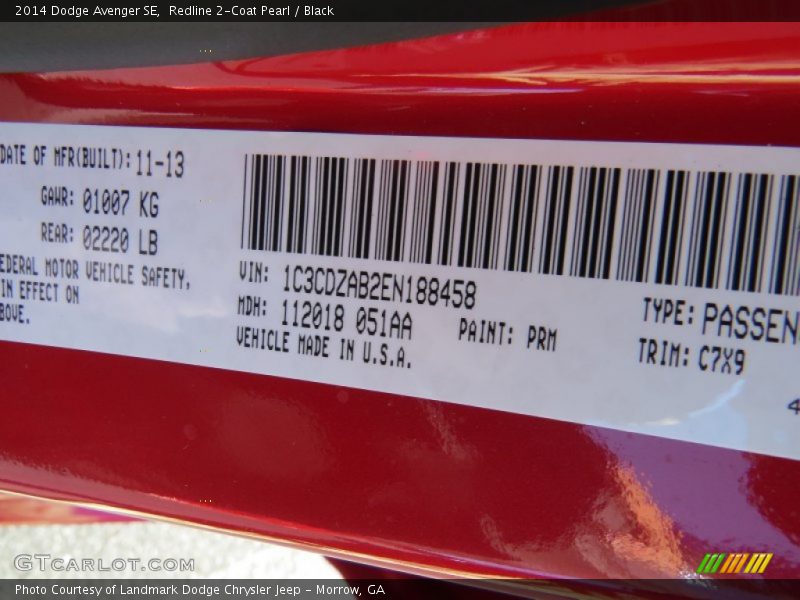 2014 Dodge Avenger SE,  Redline 2-Coat Pearl / Black
DATE OF MFR(BUILT): 11-13
GAWR: 01007 KG
REAR: 02220 LB
EDERAL MOTOR VEHICLE SAFETY,
IN EFFECT ON
BOVE.
VIN: 1C3CDZAB2EN188458
MDH: 112018 051AA
PAINT: PRM
VEHICLE MADE IN U.S.A.
TYPE: PASSEN
TRIM: C7X9
4
GTCarLot.com
Photo Courtesy of Landmark Dodge Chrysler Jeep - Morrow, GA